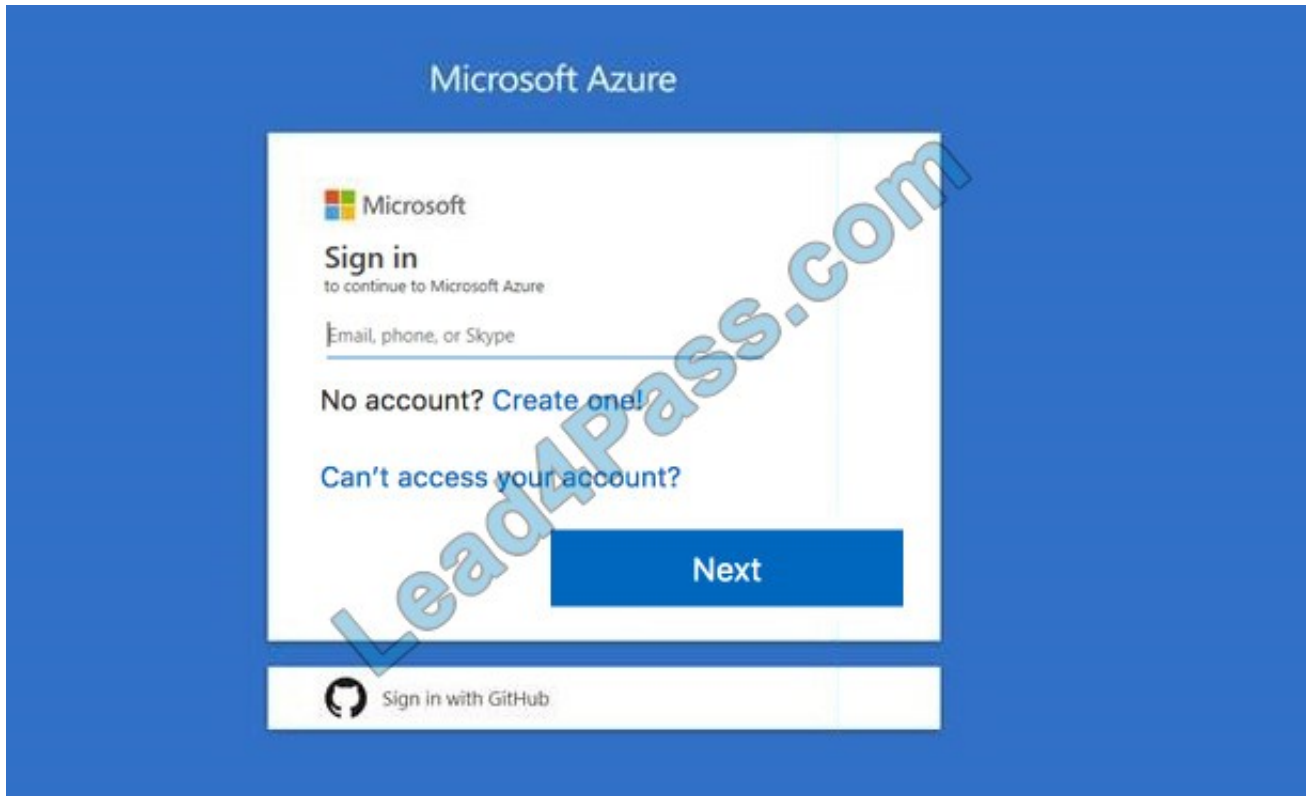 Microsoft Azure
Microsoft
Sign in
to continue to Microsoft Azure
Email, phone, or Skype
No account? Create one!
Can't access your account?
Next
Sign in with GitHub
Lead4Pass.com